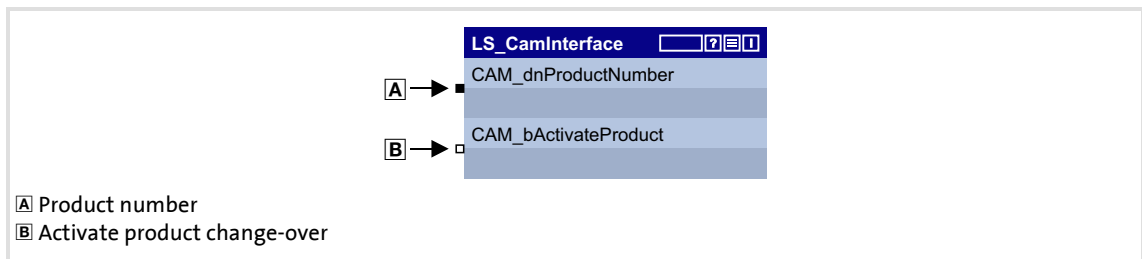 LS_CamInterface ?
CAM_dnProductNumber
A
CAM_bActivateProduct
B
A Product number
B Activate product change-over